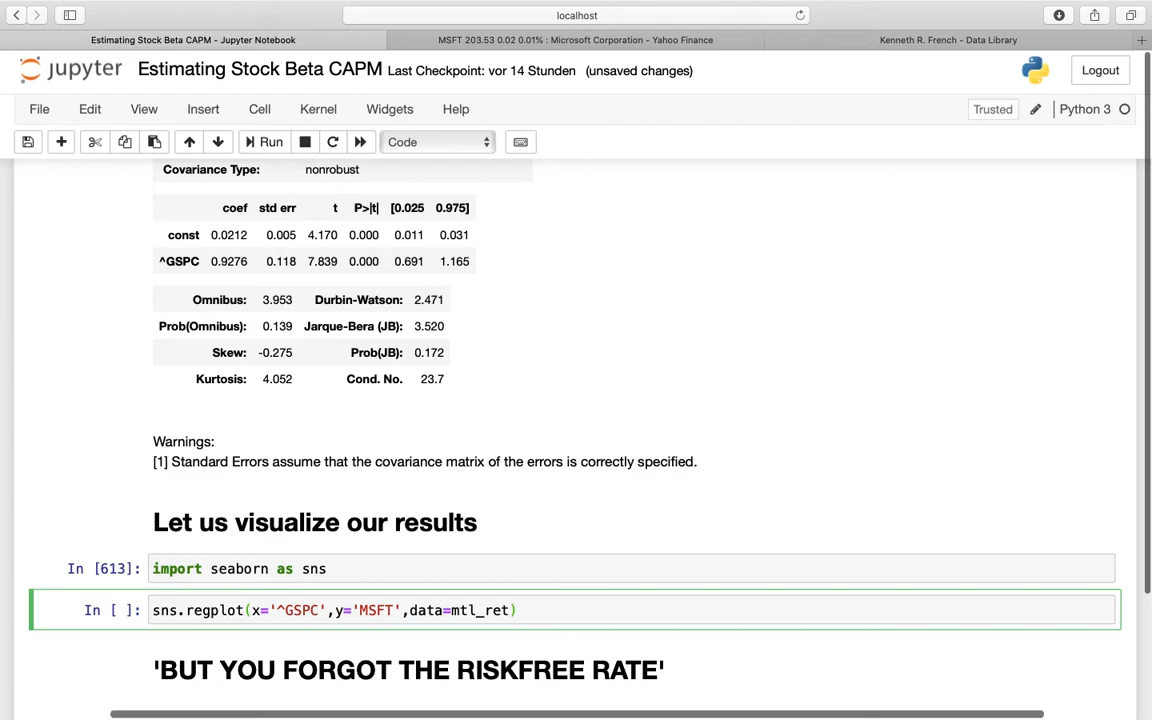 localhost
Estimating Stock Beta CAPM - Jupyter Notebook
MSFT 203.53 0.02 0.01% : Microsoft Corporation - Yahoo Finance
Kenneth R. French - Data Library
jupyter Estimating Stock Beta CAPM Last Checkpoint: vor 14 Stunden (unsaved changes)
Logout
File Edit View Insert Cell Kernel Widgets Help
Trusted
Python 3
Run
Code
Covariance Type: nonrobust
coef std err t P>|t| [0.025 0.975]
const 0.0212 0.005 4.170 0.000 0.011 0.031
^GSPC 0.9276 0.118 7.839 0.000 0.691 1.165
Omnibus: 3.953 Durbin-Watson: 2.471
Prob(Omnibus): 0.139 Jarque-Bera (JB): 3.520
Skew: -0.275 Prob(JB): 0.172
Kurtosis: 4.052 Cond. No. 23.7
Warnings:
[1] Standard Errors assume that the covariance matrix of the errors is correctly specified.
Let us visualize our results
In [613]: import seaborn as sns
In [ ]: sns.regplot(x='^GSPC',y='MSFT',data=mtl_ret)
'BUT YOU FORGOT THE RISKFREE RATE'